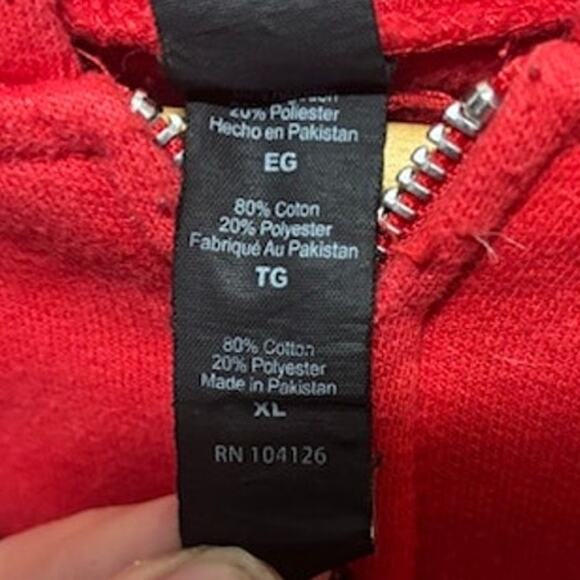 20% Poliester
Hecho en Pakistan
EG
80% Coton
20% Polyester
Fabriqué Au Pakistan
TG
80% Cotton
20% Polyester
Made in Pakistan
XL
RN 104126